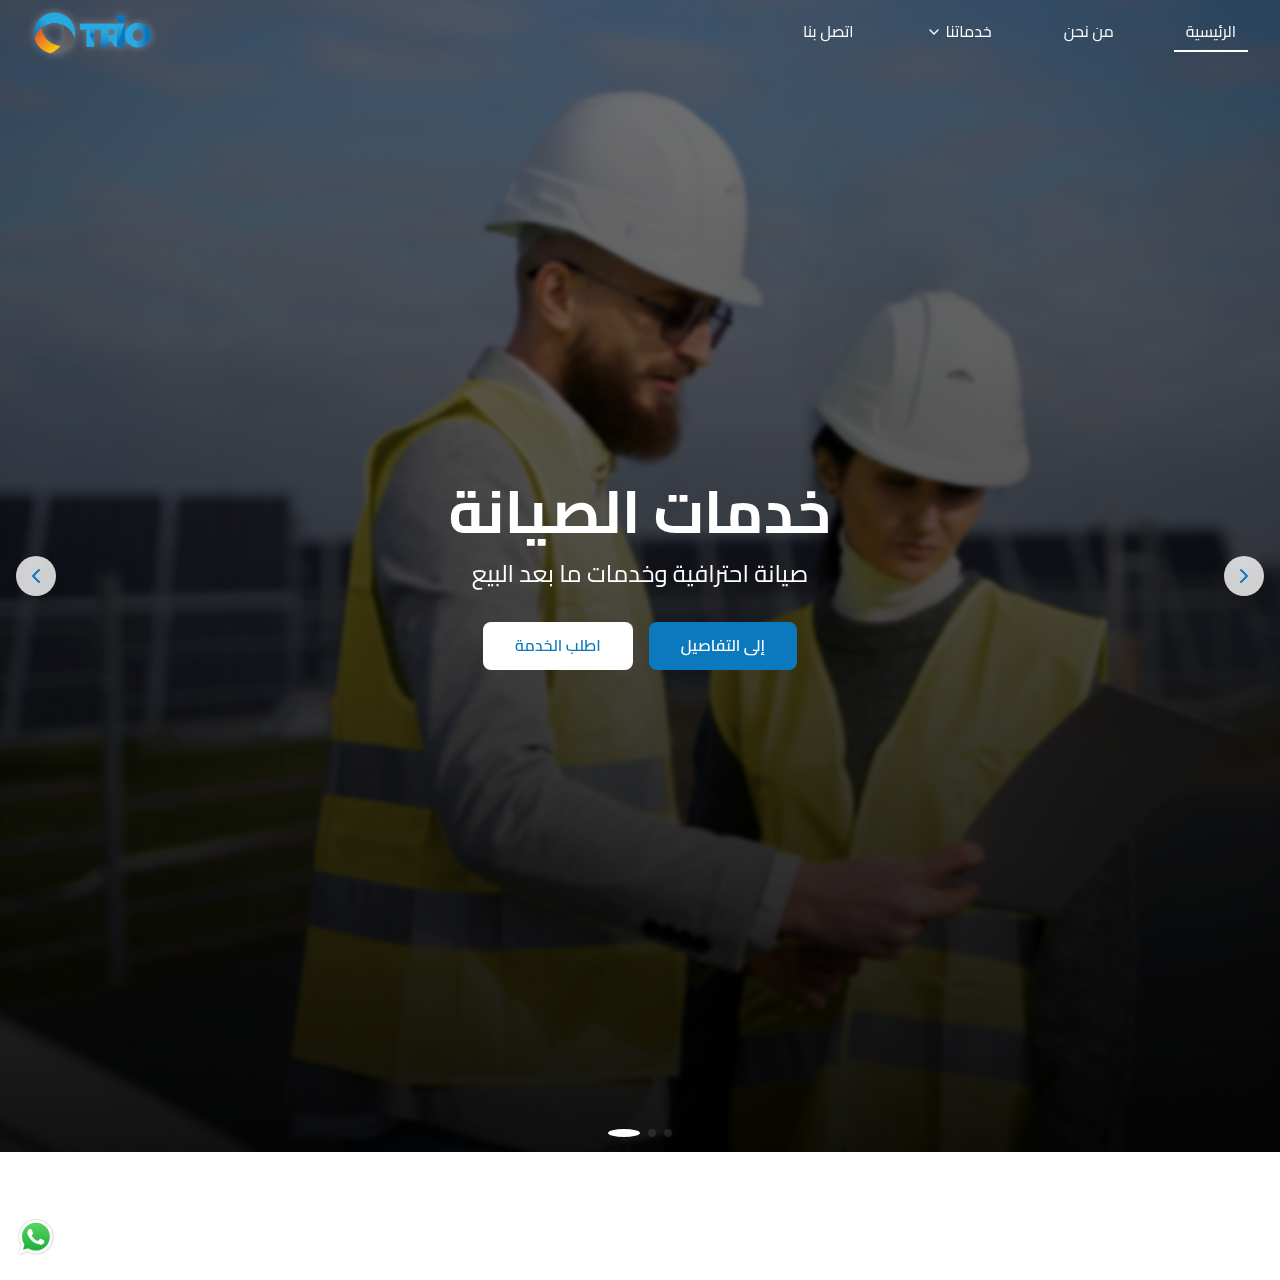 الرئيسية
من نحن
خدماتنا
اتصل بنا
TRIO
خدمات الصيانة
صيانة احترافية وخدمات ما بعد البيع
إلى التفاصيل
اطلب الخدمة